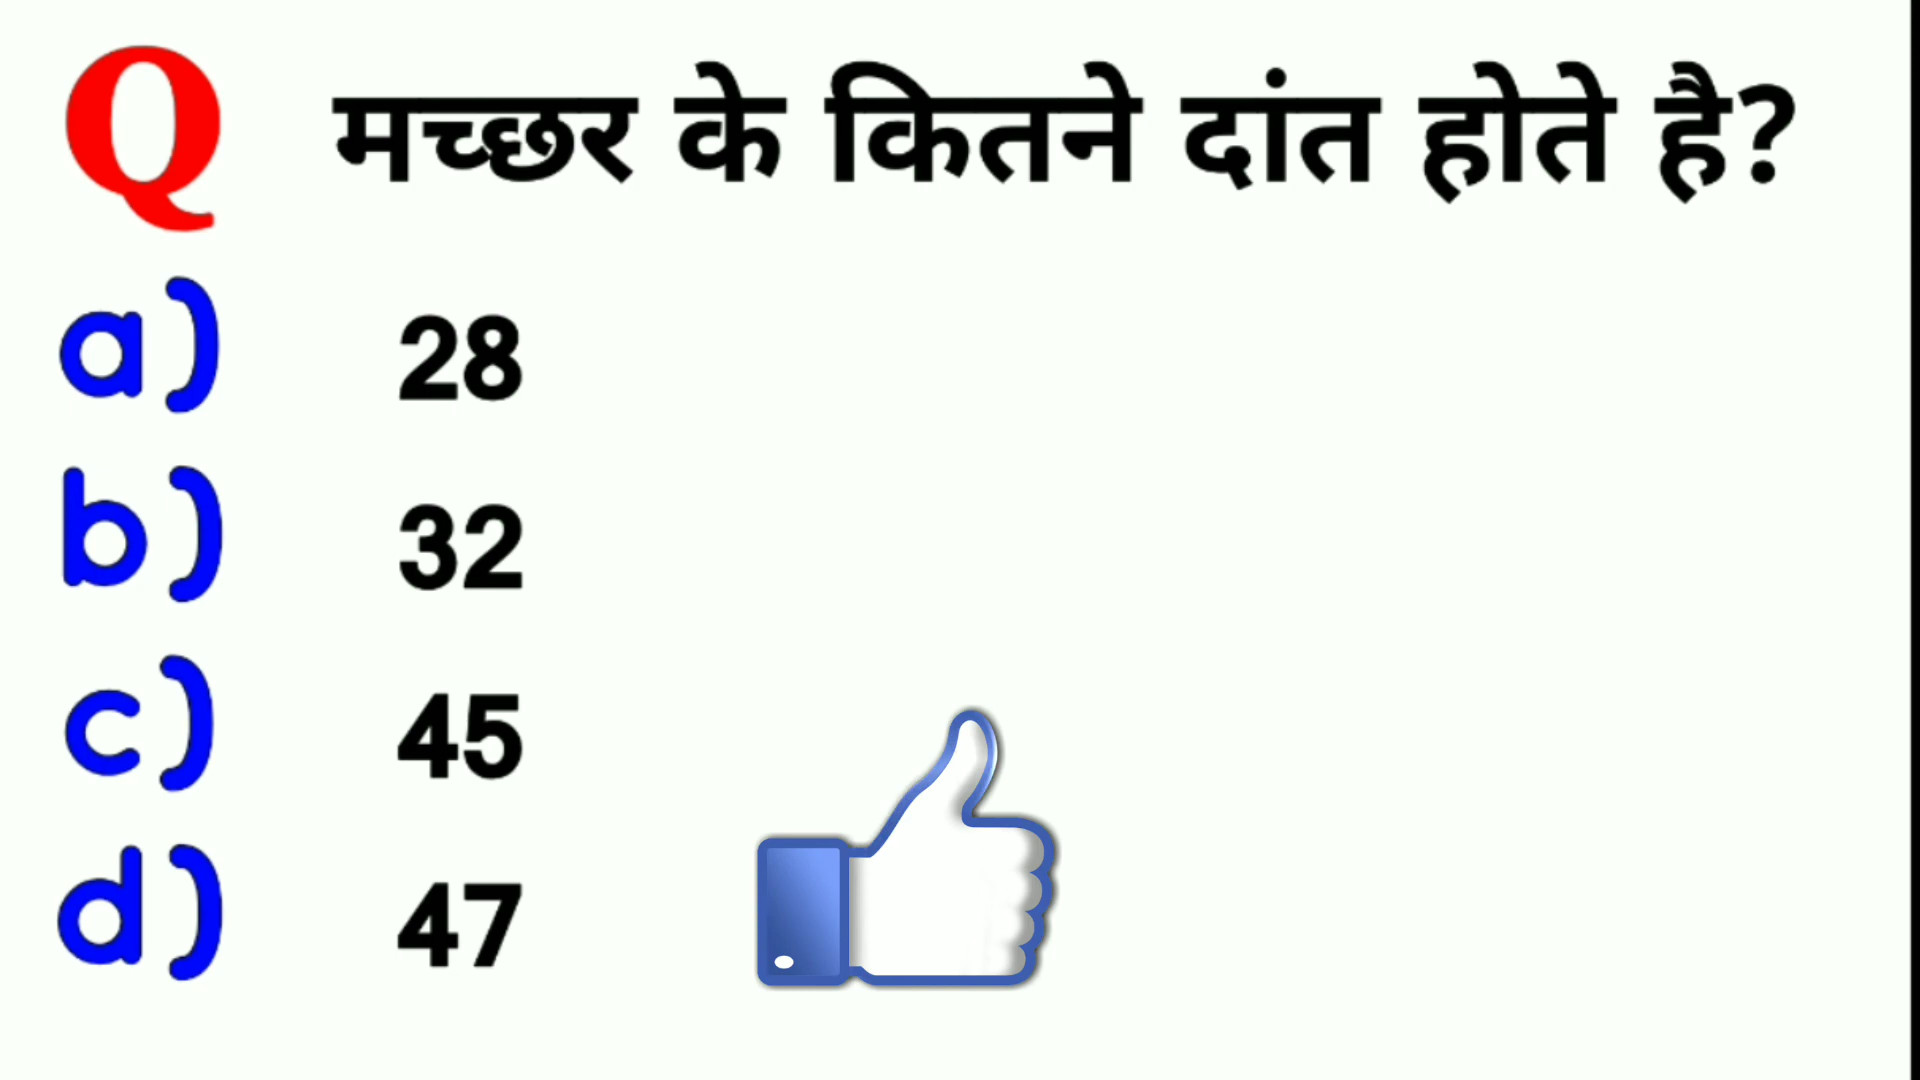 Q मच्छर के कितने दांत होते है?
a) 28
b) 32
c) 45
d) 47